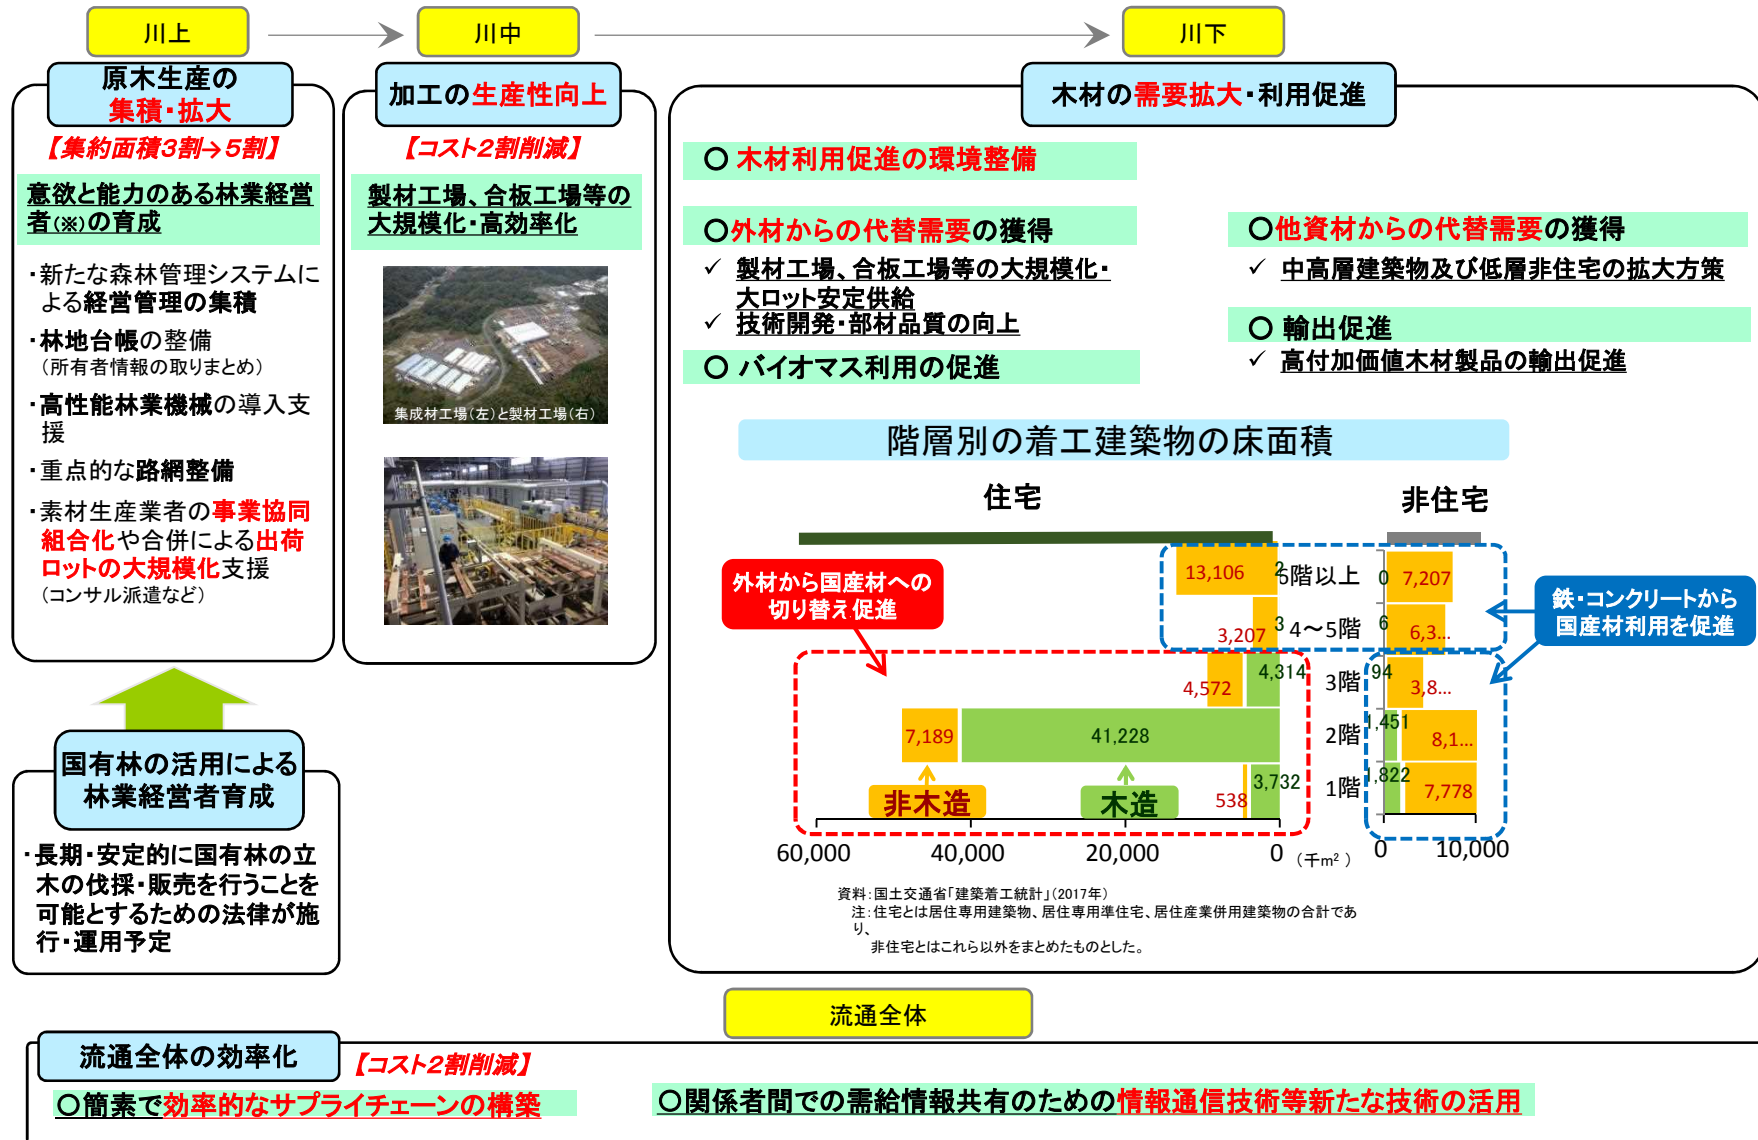 川上
川中
川下
原木生産の
集積・拡大
【集約面積3割→5割】
意欲と能力のある林業経営
者(※)の育成
・新たな森林管理システムに
よる経営管理の集積
・林地台帳の整備
(所有者情報の取りまとめ)
・高性能林業機械の導入支
援
・重点的な路網整備
・素材生産業者の事業協同
組合化や合併による出荷
ロットの大規模化支援
(コンサル派遣など)
国有林の活用による
林業経営者育成
・長期・安定的に国有林の立
木の伐採・販売を行うことを
可能とするための法律が施
行・運用予定
加工の生産性向上
【コスト2割削減】
製材工場、合板工場等の
大規模化・高効率化
集成材工場(左)と製材工場(右)
木材の需要拡大・利用促進
○ 木材利用促進の環境整備
○外材からの代替需要の獲得
✓ 製材工場、合板工場等の大規模化・
大ロット安定供給
✓ 技術開発・部材品質の向上
○ バイオマス利用の促進
○他資材からの代替需要の獲得
✓ 中高層建築物及び低層非住宅の拡大方策
○ 輸出促進
✓ 高付加価値木材製品の輸出促進
階層別の着工建築物の床面積
住宅
非住宅
外材から国産材への
切り替え促進
鉄・コンクリートから
国産材利用を促進
13,106 2 6階以上 0 7,207
3,207 3 4～5階 6 6,3...
4,572 4,314 3階 94 3,8...
7,189 41,228 2階 1,451 8,1...
538 3,732 1階 1,822 7,778
非木造
木造
60,000 40,000 20,000 0 (千m²) 0 10,000
資料:国土交通省「建築着工統計」(2017年)
注:住宅とは居住専用建築物、居住専用準住宅、居住産業併用建築物の合計であ
り、
非住宅とはこれら以外をまとめたものとした。
流通全体
流通全体の効率化
【コスト2割削減】
○簡素で効率的なサプライチェーンの構築
○関係者間での需給情報共有のための情報通信技術等新たな技術の活用